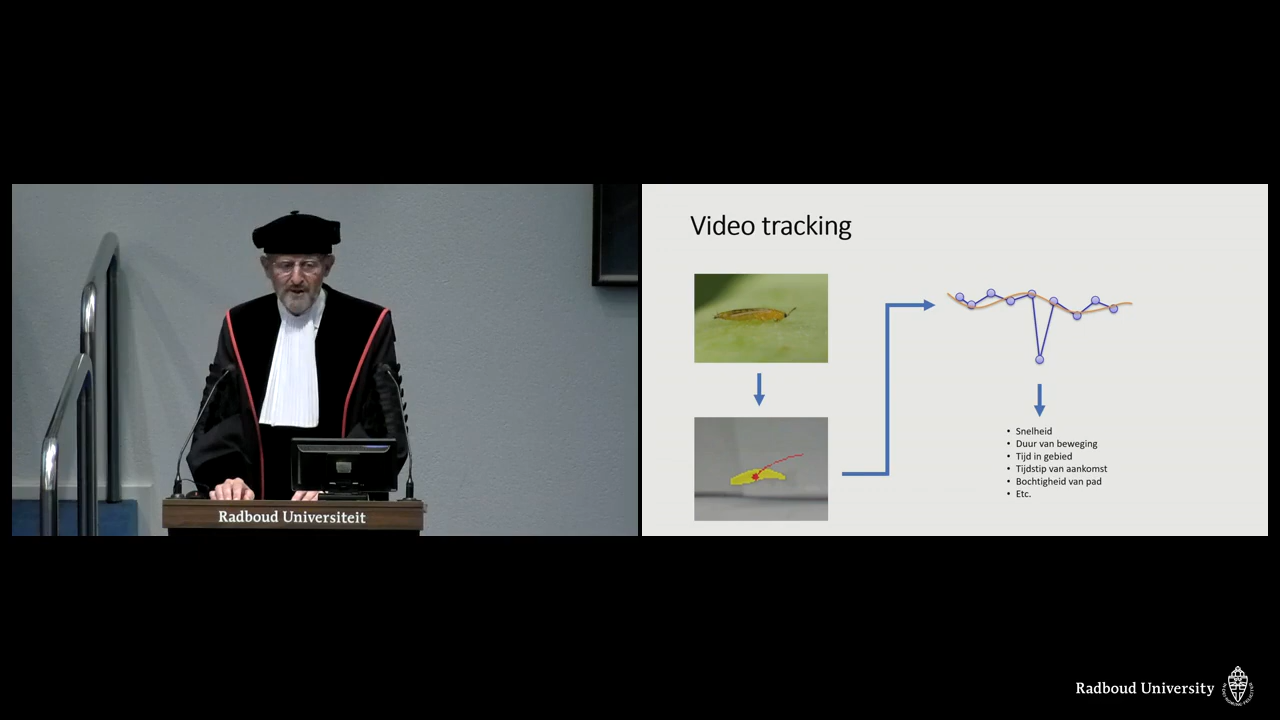 Video tracking
• Snelheid
• Duur van beweging
• Tijd in gebied
• Tijdstip van aankomst
• Bochtigheid van pad
• Etc.
Radboud Universiteit
Radboud University